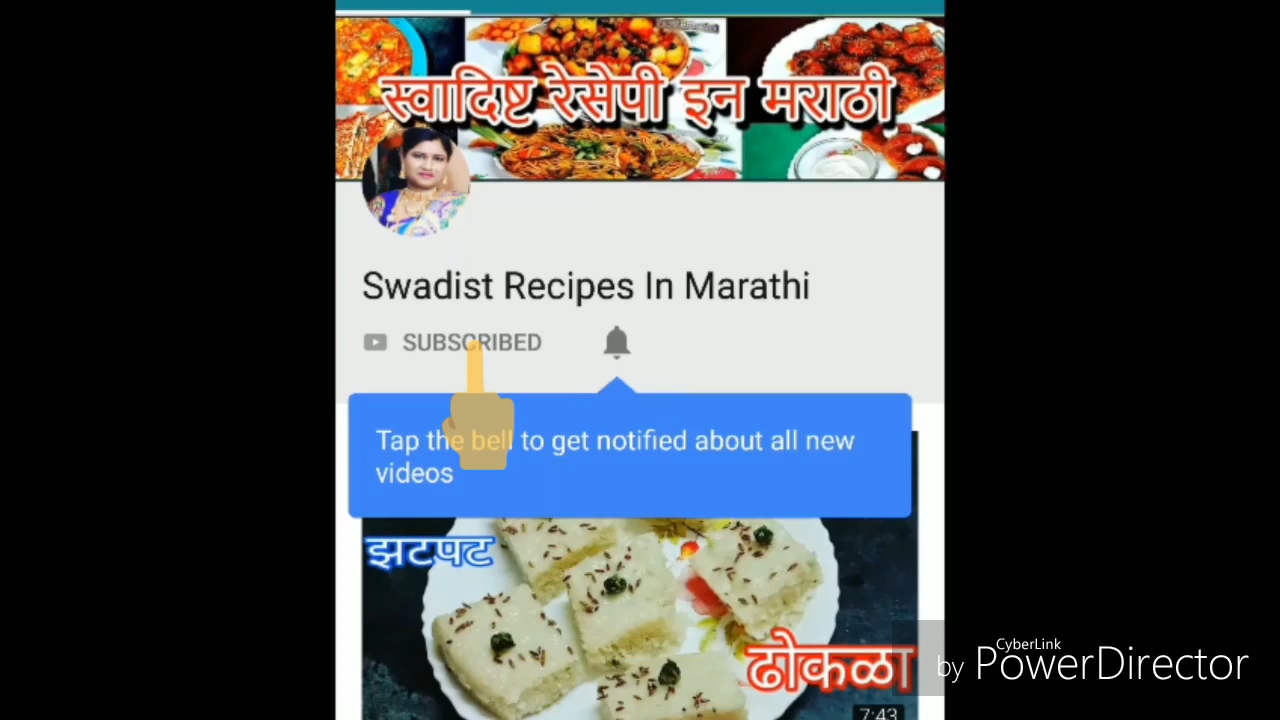 स्वादिष्ट रेसेपी इन मराठी
Swadist Recipes In Marathi
SUBSCRIBED
Tap the bell to get notified about all new
videos
झटपट
ढोकळा
7:43
CyberLink
by PowerDirector